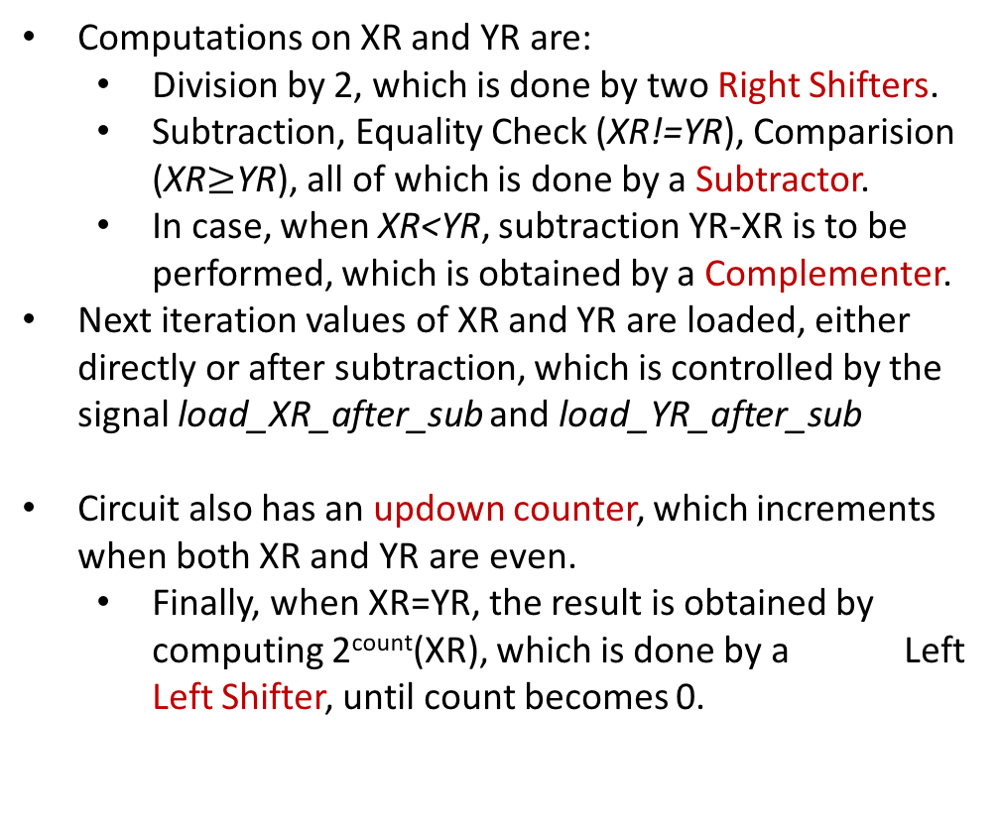 • Computations on XR and YR are:
• Division by 2, which is done by two Right Shifters.
• Subtraction, Equality Check (XR!=YR), Comparision
(XR≥YR), all of which is done by a Subtractor.
• In case, when XR<YR, subtraction YR-XR is to be
performed, which is obtained by a Complementer.
• Next iteration values of XR and YR are loaded, either
directly or after subtraction, which is controlled by the
signal load_XR_after_sub and load_YR_after_sub
• Circuit also has an updown counter, which increments
when both XR and YR are even.
• Finally, when XR=YR, the result is obtained by
computing 2^count(XR), which is done by a Left
Left Shifter, until count becomes 0.